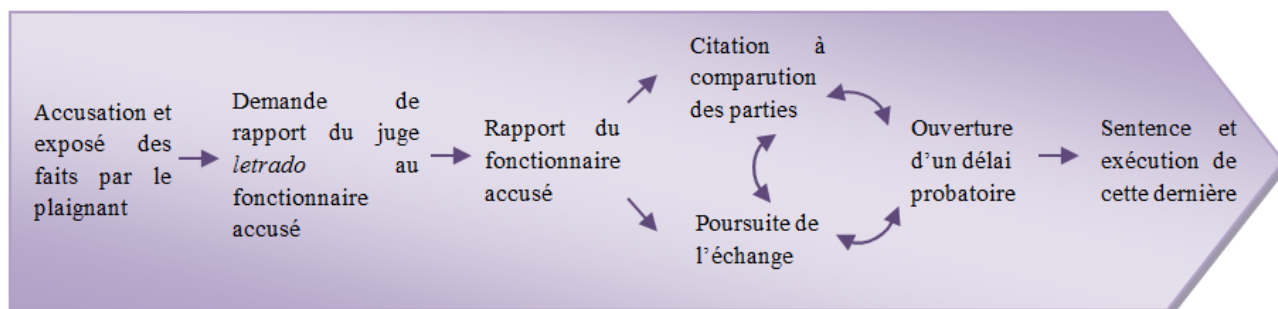 Accusation et
exposé des
faits par le
plaignant
Demande de
rapport du juge
letrado au
fonctionnaire
accusé
Rapport du
fonctionnaire
accusé
Citation à
comparution
des parties
Poursuite de
l'échange
Ouverture
d'un délai
probatoire
Sentence et
exécution de
cette dernière